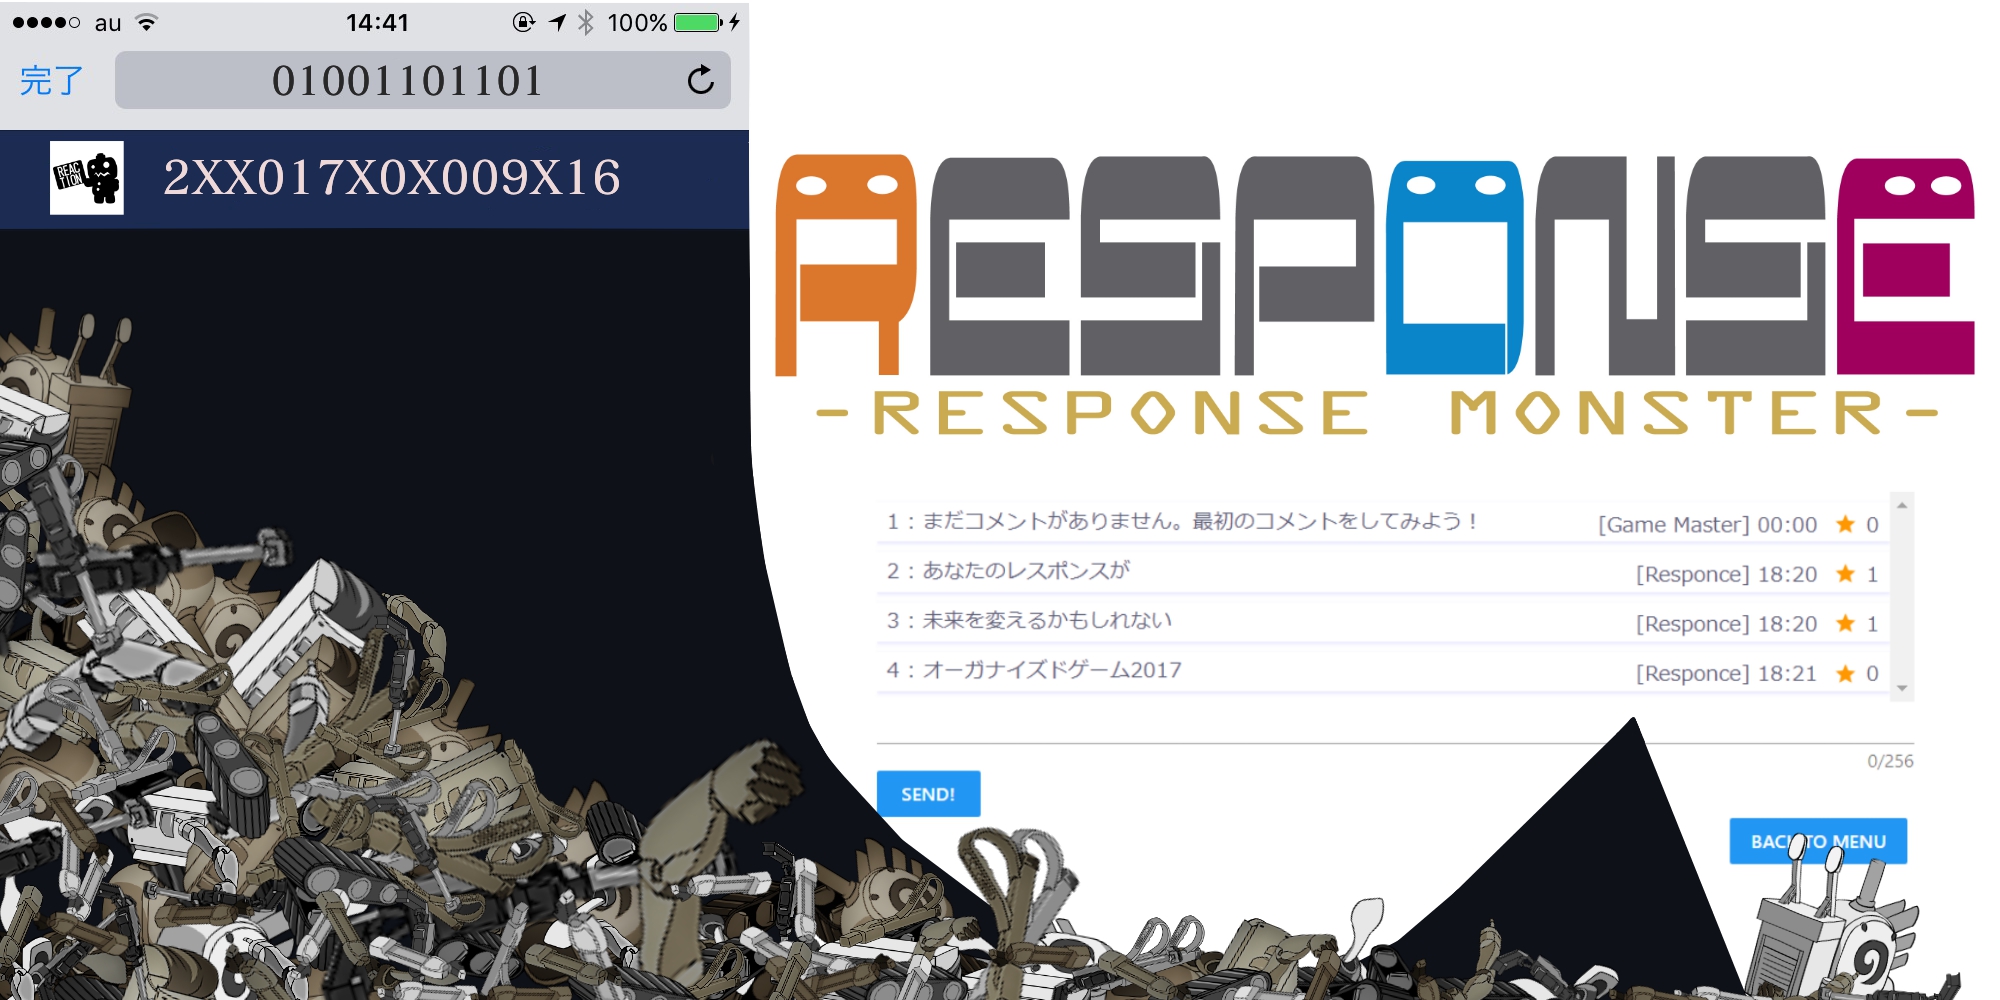 au 14:41 100%
完了 01001101101
REAC
TION
2XX017X0X009X16
RESPONSE
-RESPONSE MONSTER-
1：まだコメントがありません。最初のコメントをしてみよう！ [Game Master] 00:00 ★ 0
2：あなたのレスポンスが [Responce] 18:20 ★ 1
3：未来を変えるかもしれない [Responce] 18:20 ★ 1
4：オーガナイズドゲーム2017 [Responce] 18:21 ★ 0
0/256
SEND!
BACK TO MENU